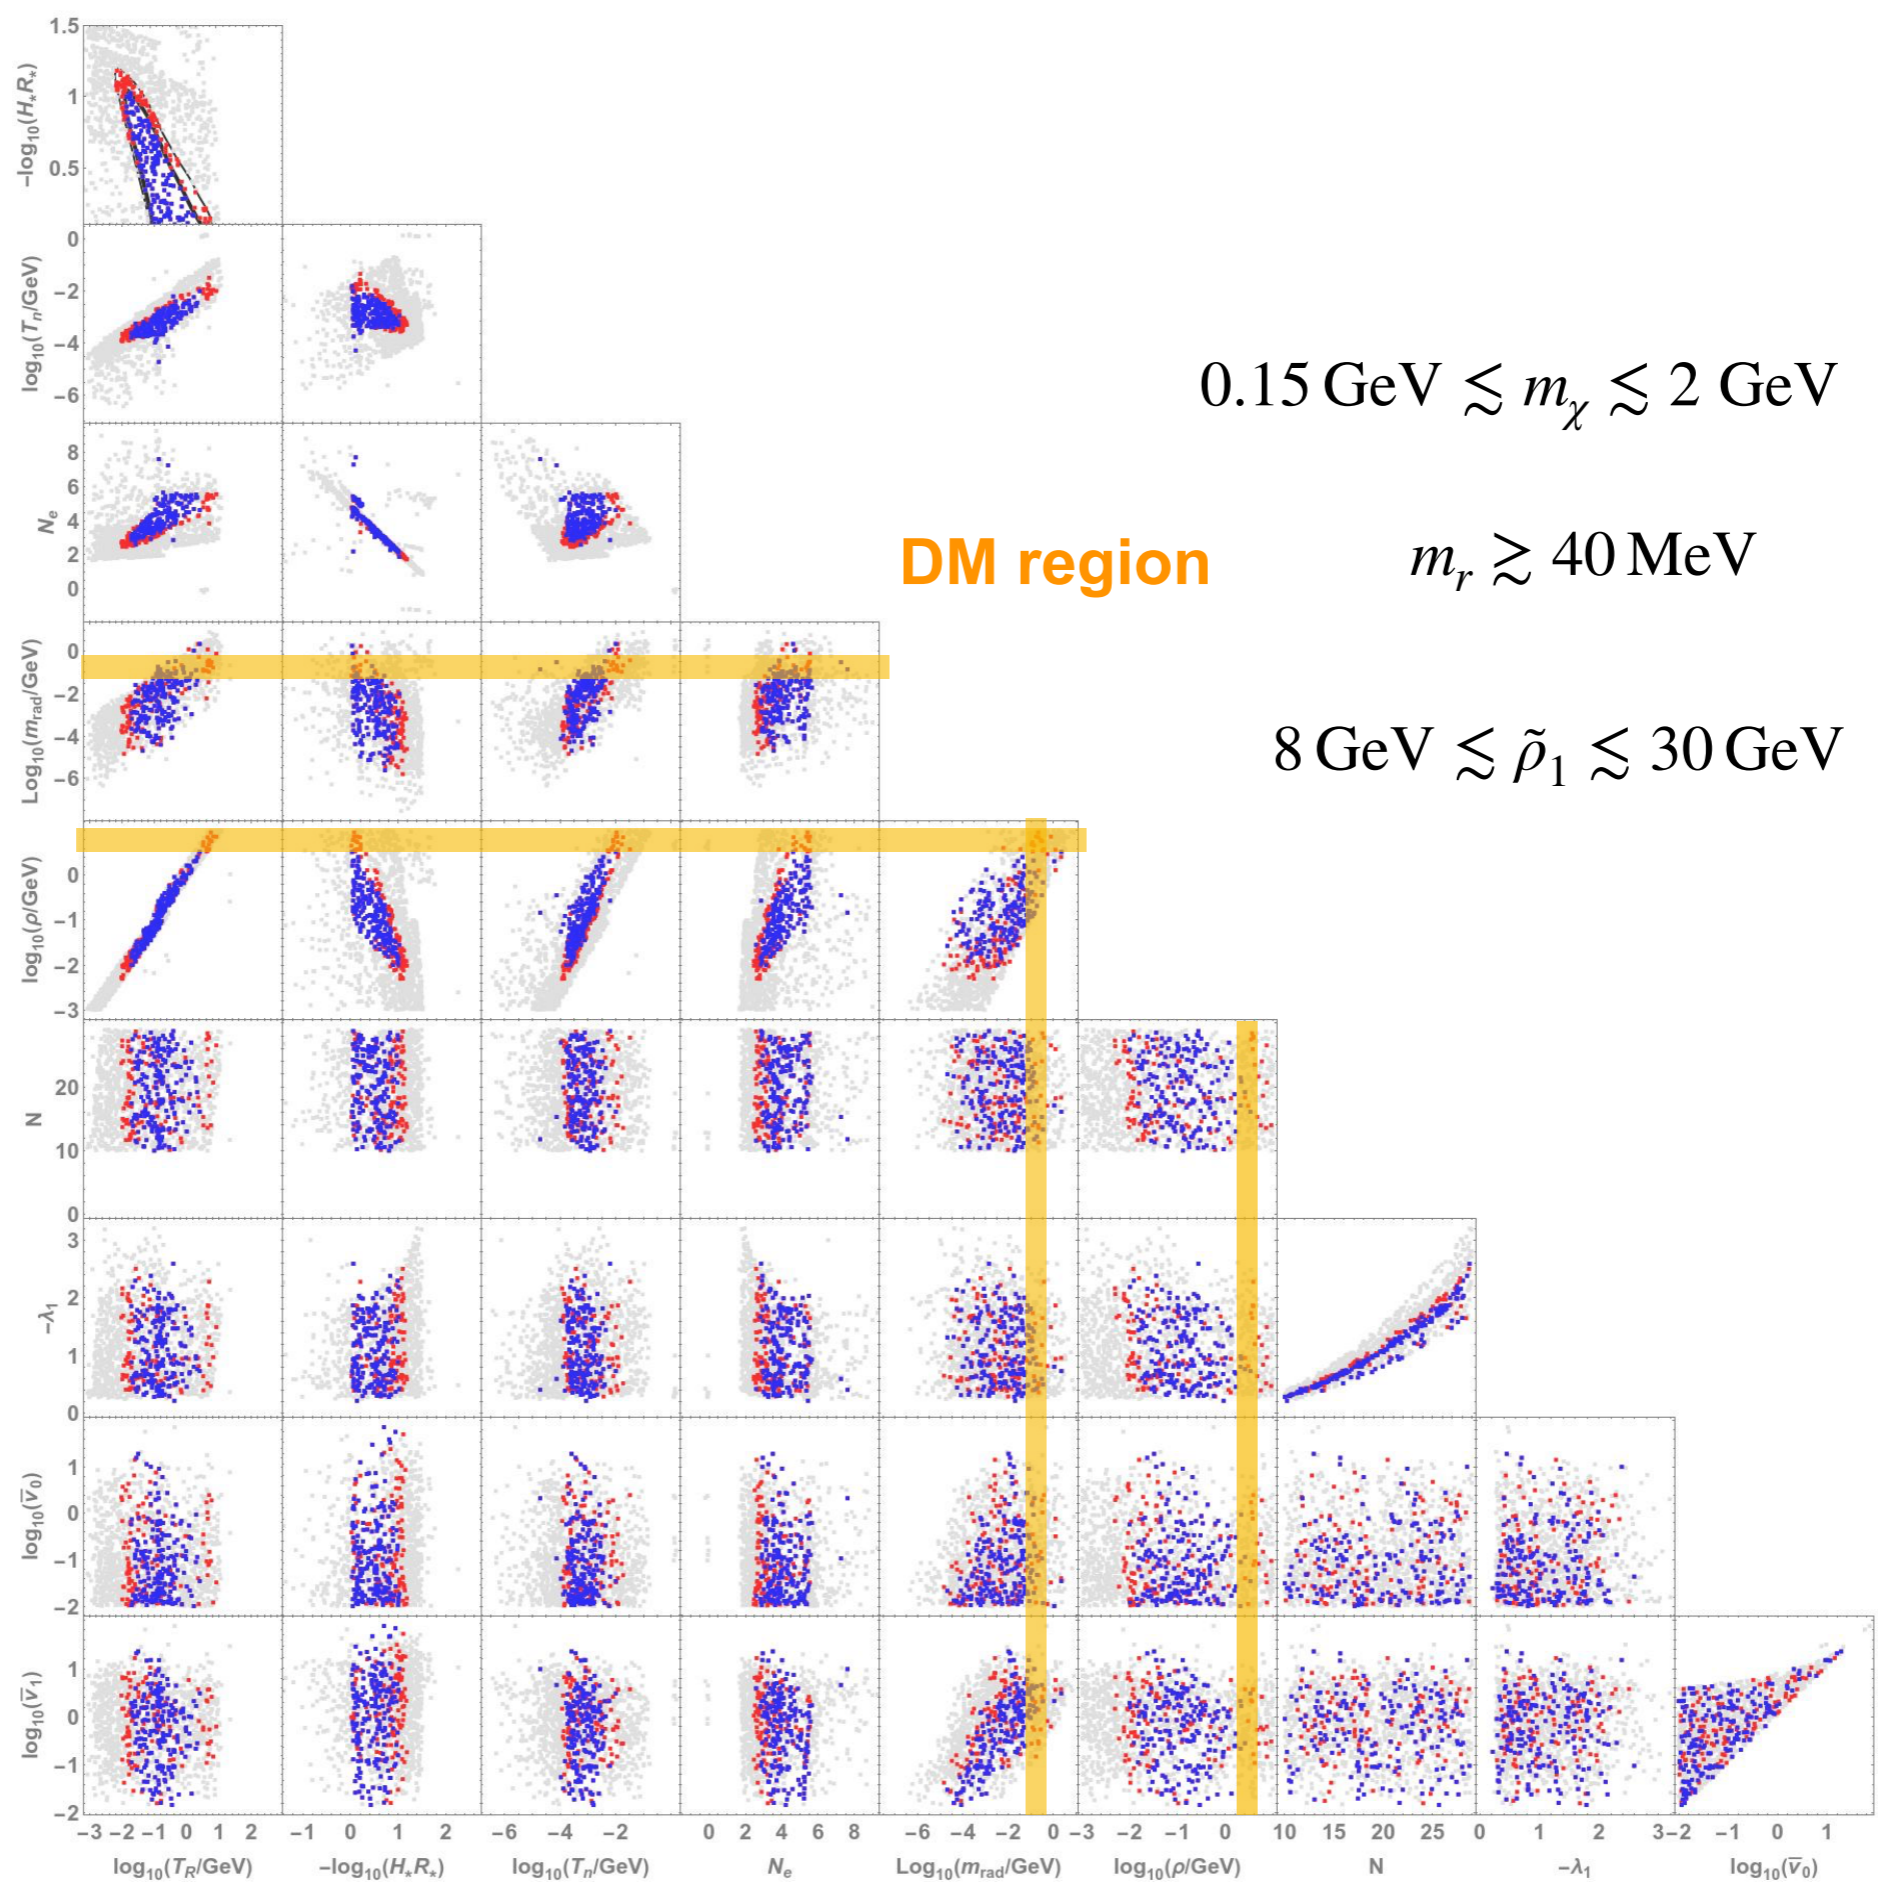 1.5
1
0.5
−log₁₀(H⁎R⁎)
0
−2
−4
−6
log₁₀(Tₙ/GeV)
0.15 GeV ≲ m_χ ≲ 2 GeV
8
6
4
2
0
Nₑ
DM region
m_r ≳ 40 MeV
0
−2
−4
−6
Log₁₀(m_rad/GeV)
8 GeV ≲ ρ̃₁ ≲ 30 GeV
0
−1
−2
−3
log₁₀(ρ/GeV)
20
10
0
N
3
2
1
0
−λ₁
1
0
−1
−2
log₁₀(v̅₀)
1
0
−1
−2
log₁₀(v̅₁)
−3 −2 −1 0 1 2 −1 0 1 2 −6 −4 −2 0 2 4 6 8 −6 −4 −2 0 −3 −2 −1 0 10 15 20 25 0 1 2 3 −2 −1 0 1
log₁₀(T_R/GeV) −log₁₀(H⁎R⁎) log₁₀(Tₙ/GeV) Nₑ Log₁₀(m_rad/GeV) log₁₀(ρ/GeV) N −λ₁ log₁₀(v̅₀)